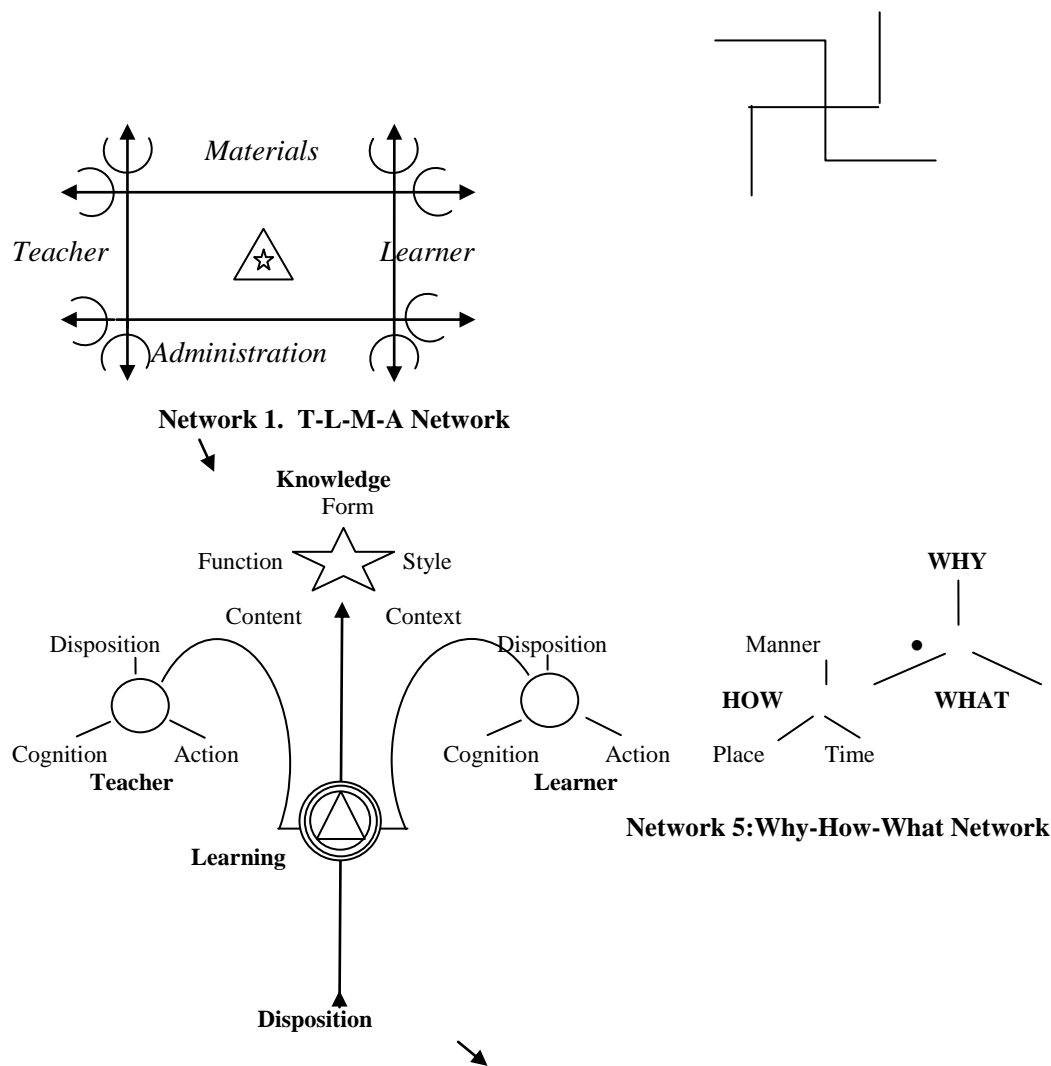 Materials
Teacher
Learner
Administration
Network 1. T-L-M-A Network
Knowledge
Form
Function
Style
Content
Context
Disposition
Cognition
Action
Teacher
Disposition
Cognition
Action
Learner
Learning
Disposition
WHY
Manner
HOW
WHAT
Place
Time
Network 5:Why-How-What Network